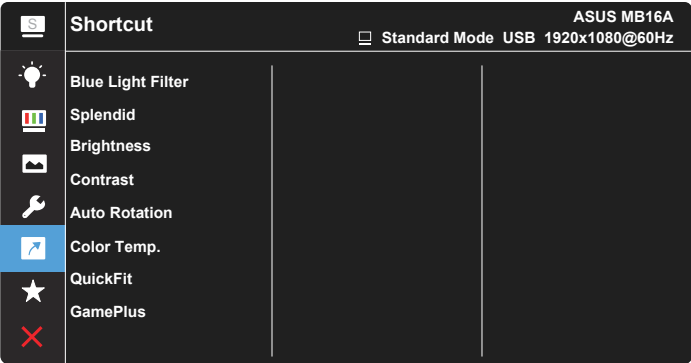 S
Shortcut
ASUS MB16A
Standard Mode USB 1920x1080@60Hz
Blue Light Filter
Splendid
Brightness
Contrast
Auto Rotation
Color Temp.
QuickFit
GamePlus